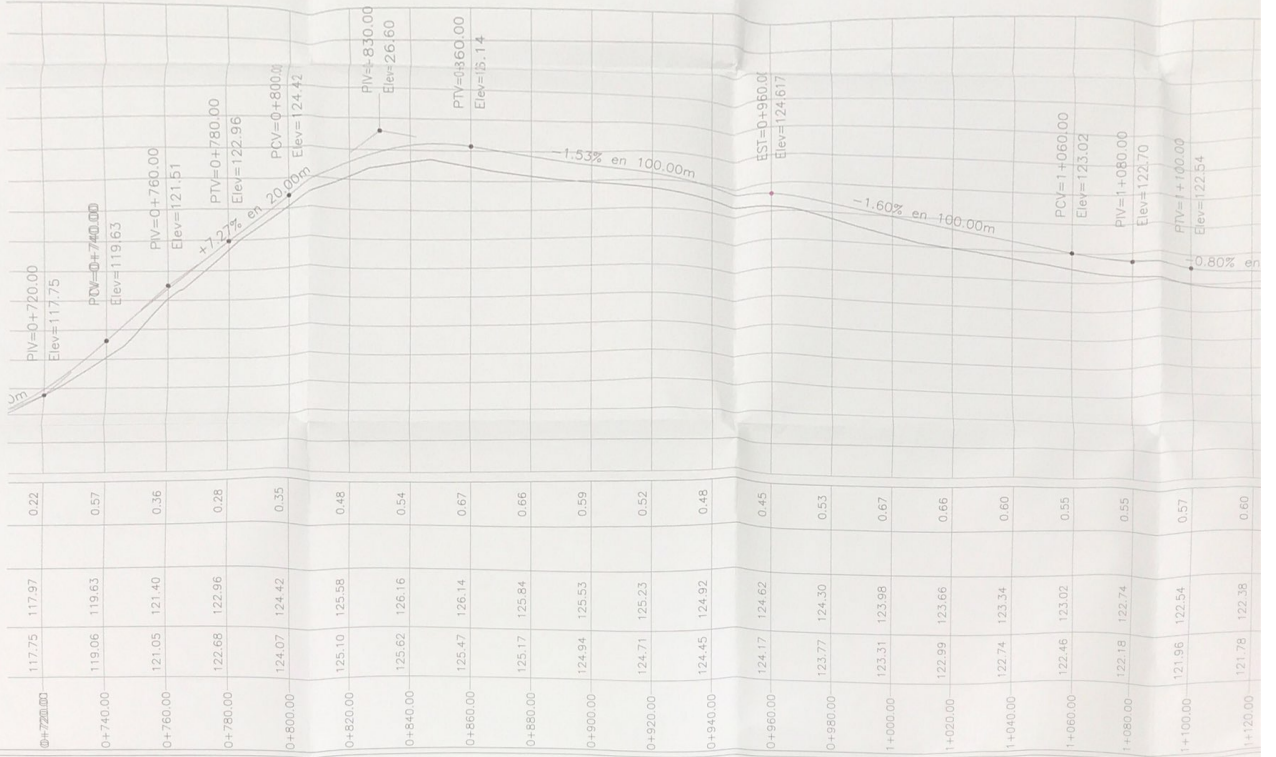 PIV=0+720.00
Elev=117.75
PCV=0+740.00
Elev=119.63
PIV=0+760.00
Elev=121.51
PTV=0+780.00
Elev=122.96
PCV=0+800.0
Elev=124.42
-830.00
26.60
PTV=0+860.00
.14
EST=0+960.0
Elev=124.617
PCV=1+060.00
Elev=123.02
PIV=1+080.00
Elev=122.70
PTV=1+100.00
Elev=122.54
0m
+7.27% en 20.00m
-1.53% en 100.00m
-1.60% en 100.00m
-0.80% en
0.22 0.57 0.36 0.28 0.35 0.48 0.54 0.67 0.66 0.59 0.52 0.48 0.45 0.53 0.67 0.66 0.60 0.55 0.55 0.57 0.60
117.97 119.63 121.40 122.96 124.42 125.58 126.16 126.14 125.84 125.53 125.23 124.92 124.62 124.30 123.98 123.66 123.34 123.02 122.74 122.54 122.38
117.75 119.06 121.05 122.68 124.07 125.10 125.62 125.47 125.17 124.94 124.71 124.45 124.17 123.77 123.31 122.99 122.74 122.46 122.18 121.96 121.78
0+720.00 0+740.00 0+760.00 0+780.00 0+800.00 0+820.00 0+840.00 0+860.00 0+880.00 0+900.00 0+920.00 0+940.00 0+960.00 0+980.00 1+000.00 1+020.00 1+040.00 1+060.00 1+080.00 1+100.00 1+120.00